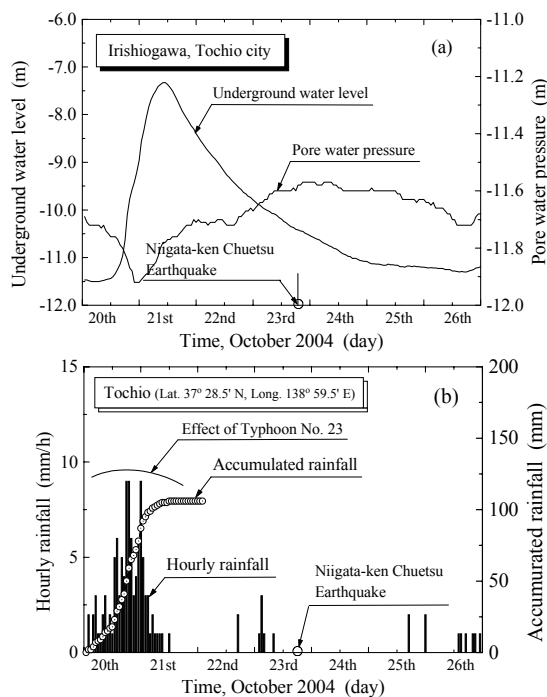 (a)
Irishiogawa, Tochio city
Underground water level
Pore water pressure
Niigata-ken Chuetsu
Earthquake
Underground water level (m)
-6.0
-7.0
-8.0
-9.0
-10.0
-11.0
-12.0
Pore water pressure (m)
-11.0
-11.2
-11.4
-11.6
-11.8
-12.0
20th 21st 22nd 23rd 24th 25th 26th
Time, October 2004 (day)
(b)
Tochio (Lat. 37º 28.5' N, Long. 138º 59.5' E)
Effect of Typhoon No. 23
Accumulated rainfall
Hourly rainfall
Niigata-ken Chuetsu
Earthquake
Hourly rainfall (mm/h)
15
10
5
0
Accumurated rainfall (mm)
200
150
100
50
0
20th 21st 22nd 23rd 24th 25th 26th
Time, October 2004 (day)